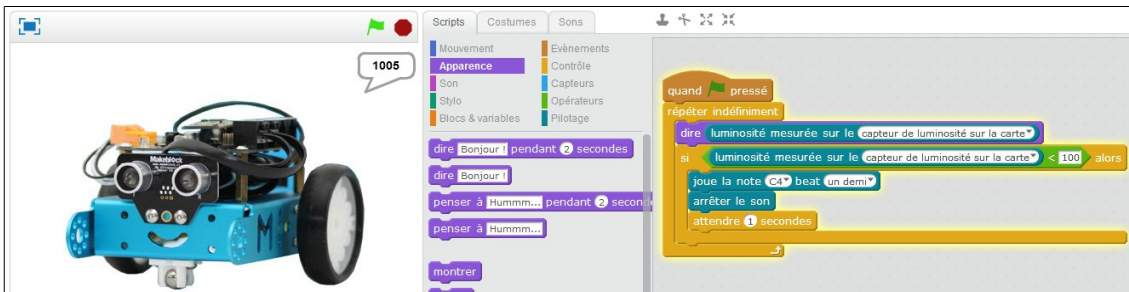 1005
Makeblock
Scripts Costumes Sons
Mouvement Evènements
Apparence Contrôle
Son Capteurs
Stylo Opérateurs
Blocs & variables Pilotage
dire Bonjour ! pendant 2 secondes
dire Bonjour !
penser à Hummm... pendant 2 second
penser à Hummm...
montrer
quand pressé
répéter indéfiniment
dire luminosité mesurée sur le capteur de luminosité sur la carte
si luminosité mesurée sur le capteur de luminosité sur la carte < 100 alors
joue la note C4 beat un demi
arrêter le son
attendre 1 secondes